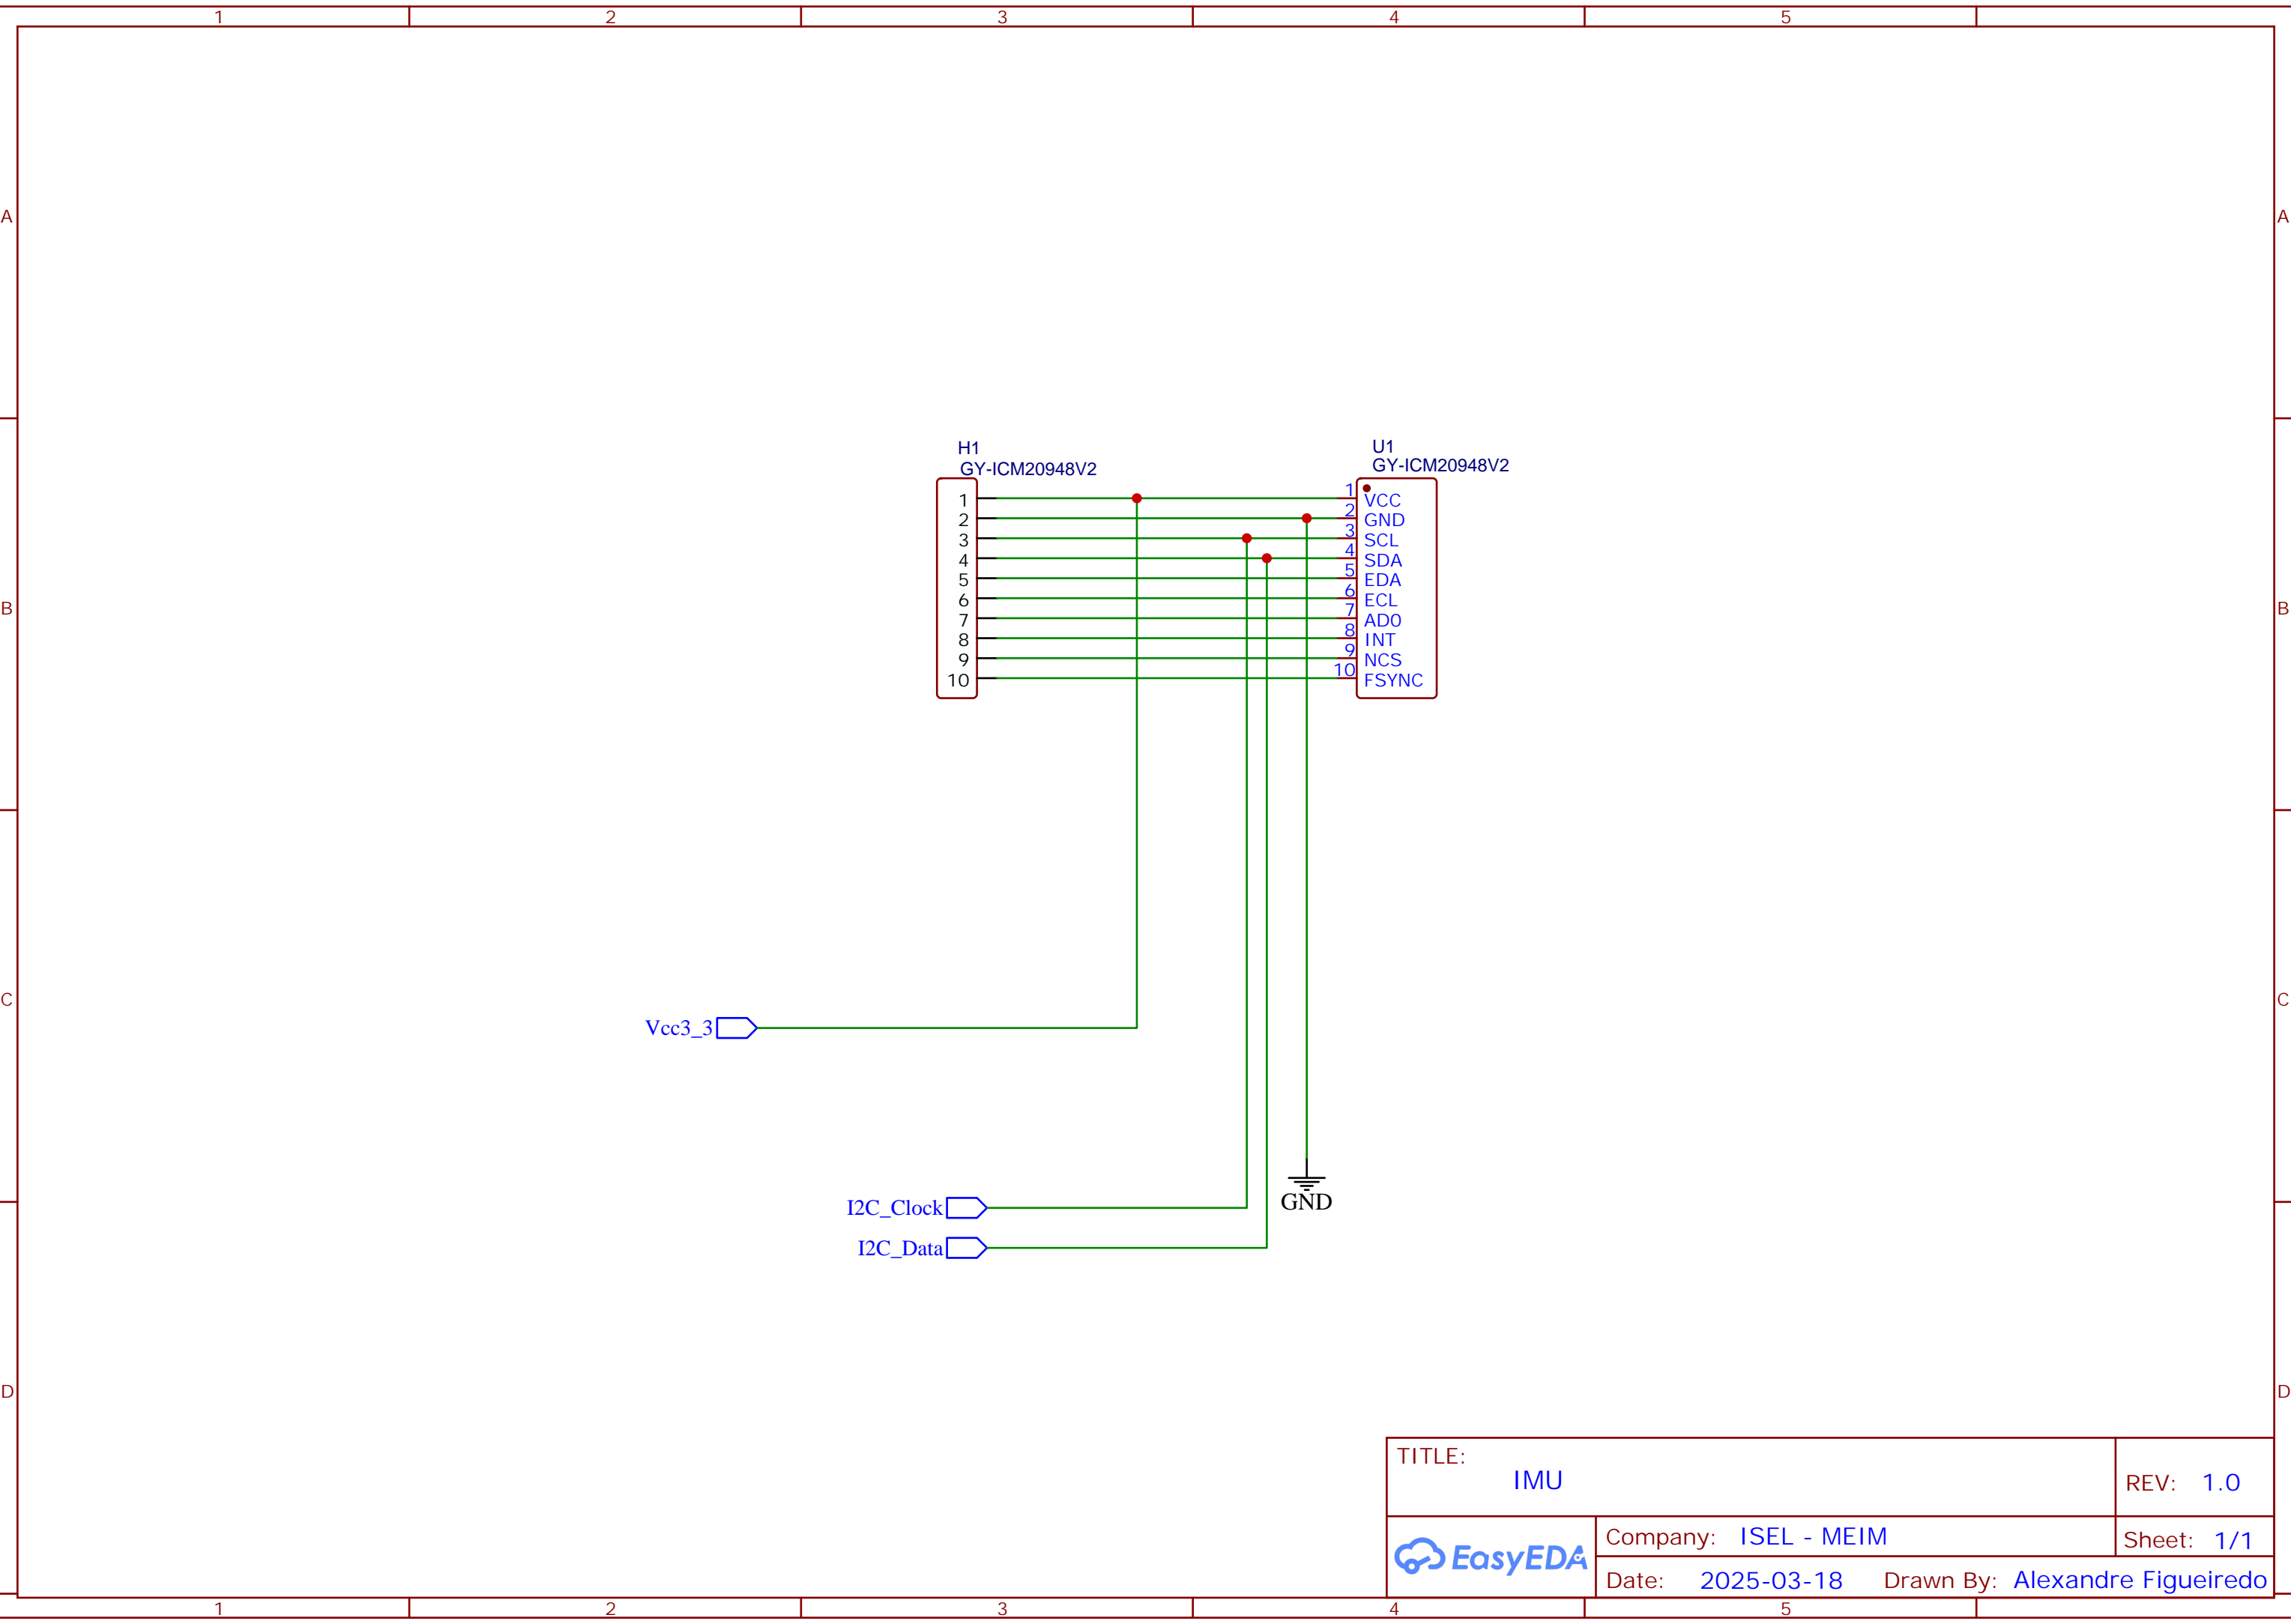 1 2 3 4 5
A A
H1
GY-ICM20948V2
U1
GY-ICM20948V2
1 1 VCC
2 2 GND
3 3 SCL
4 4 SDA
5 5 EDA
6 6 ECL
7 7 AD0
8 8 INT
9 9 NCS
10 10 FSYNC
B B
C C
Vcc3_3
I2C_Clock
GND
I2C_Data
D D
TITLE:
IMU
REV: 1.0
EasyEDA
Company: ISEL - MEIM
Sheet: 1/1
Date: 2025-03-18 Drawn By: Alexandre Figueiredo
1 2 3 4 5